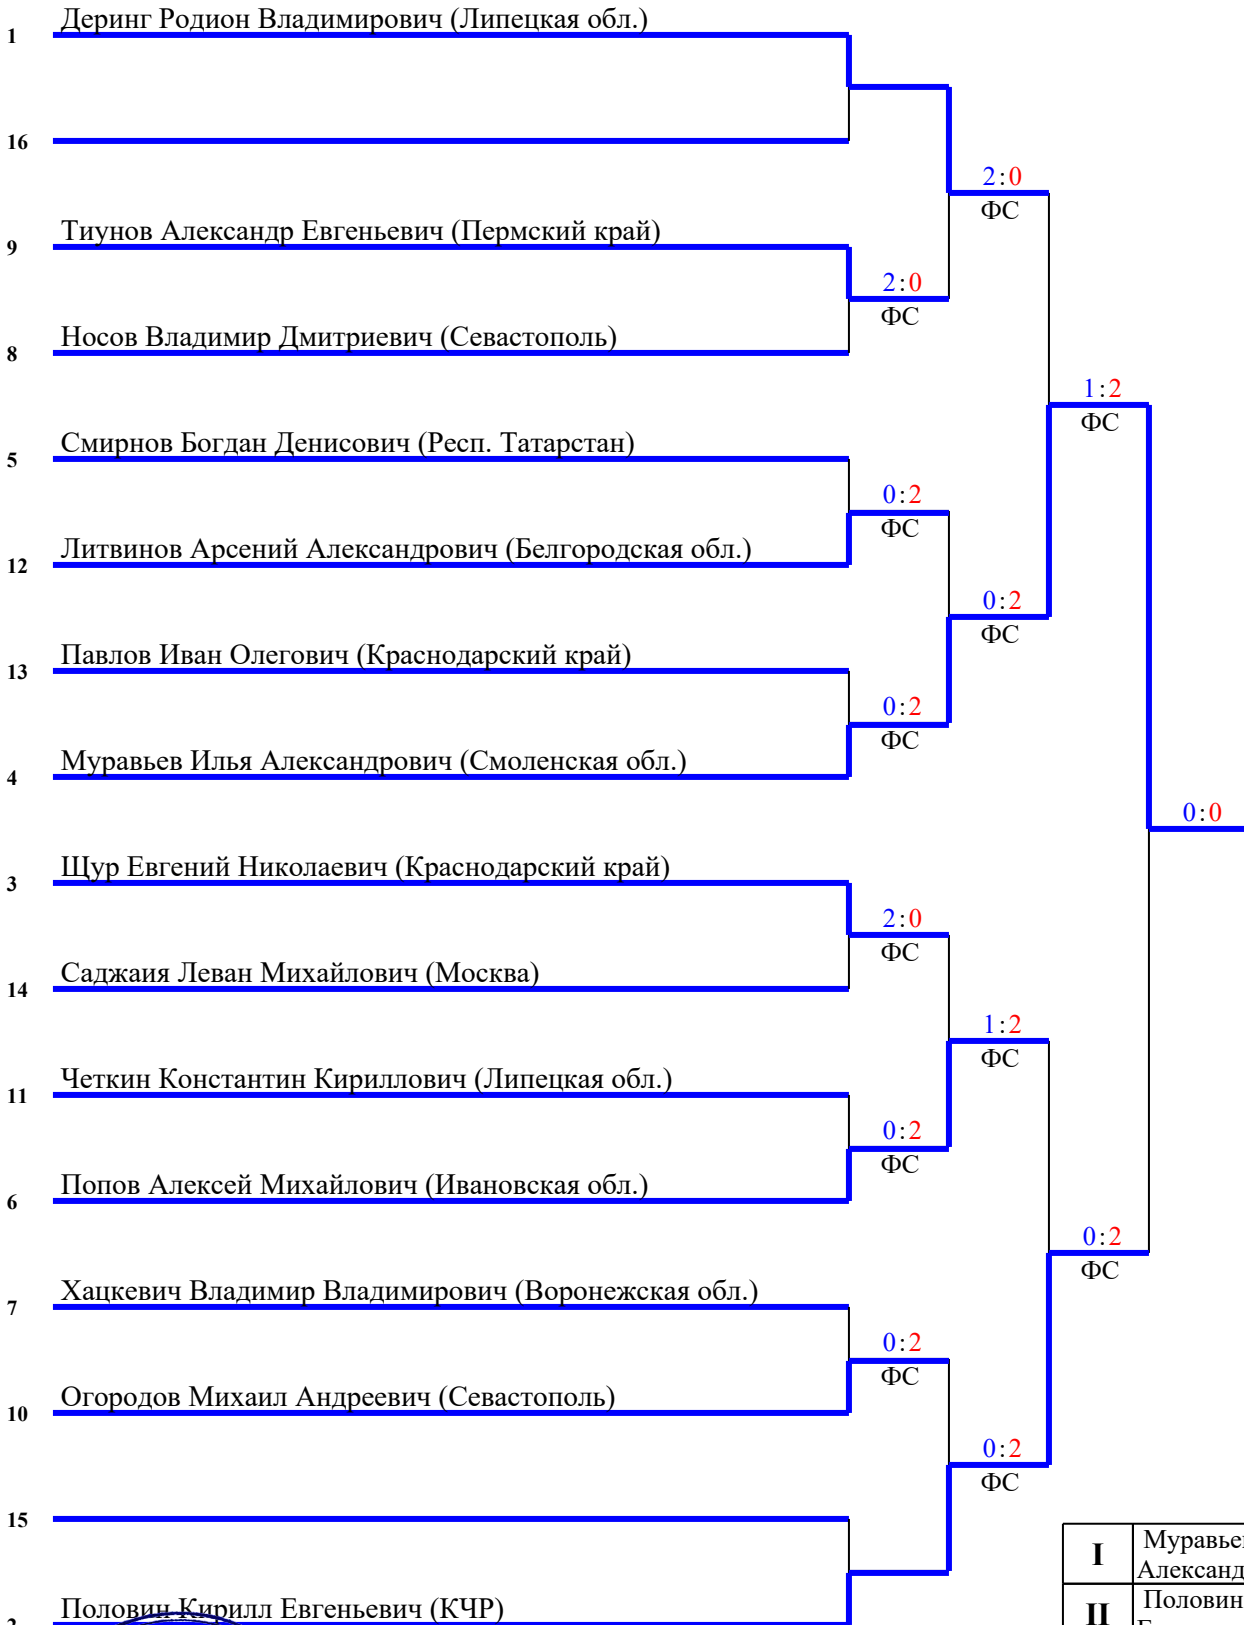 Деринг Родион Владимирович (Липецкая обл.)
1
16
2:0
ФС
Тиунов Александр Евгеньевич (Пермский край)
9
2:0
ФС
Носов Владимир Дмитриевич (Севастополь)
8
1:2
ФС
Смирнов Богдан Денисович (Респ. Татарстан)
5
0:2
ФС
Литвинов Арсений Александрович (Белгородская обл.)
12
0:2
ФС
Павлов Иван Олегович (Краснодарский край)
13
0:2
ФС
Муравьев Илья Александрович (Смоленская обл.)
4
0:0
Щур Евгений Николаевич (Краснодарский край)
3
2:0
ФС
Саджаия Леван Михайлович (Москва)
14
1:2
ФС
Четкин Константин Кириллович (Липецкая обл.)
11
0:2
ФС
Попов Алексей Михайлович (Ивановская обл.)
6
0:2
ФС
Хацкевич Владимир Владимирович (Воронежская обл.)
7
0:2
ФС
Огородов Михаил Андреевич (Севастополь)
10
0:2
ФС
15
I
Муравье
Александ
Половин Кирилл Евгеньевич (КЧР)
II
Половин